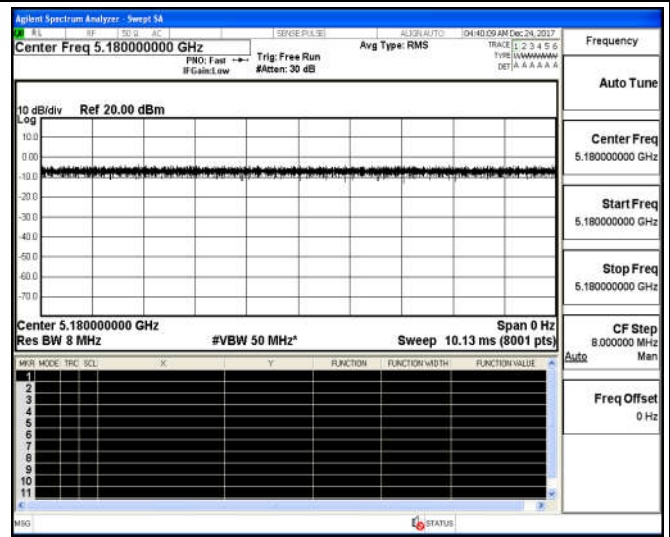 Agilent Spectrum Analyzer - Swept SA
RL RF 50 Ω AC SENSE:PULSE ALIGN AUTO 04:40:09 AM Dec 24, 2017
Center Freq 5.180000000 GHz
PNO: Fast
IFGain:Low
Trig: Free Run
#Atten: 30 dB
Avg Type: RMS
TRACE 1 2 3 4 5 6
TYPE
DET A A A A A A
10 dB/div Ref 20.00 dBm
Log
10.0
0.00
-10.0
-20.0
-30.0
-40.0
-50.0
-60.0
-70.0
Center 5.180000000 GHz Span 0 Hz
Res BW 8 MHz #VBW 50 MHz* Sweep 10.13 ms (8001 pts)
MKR MODE TRC SCL X Y FUNCTION FUNCTION WIDTH FUNCTION VALUE
1
2
3
4
5
6
7
8
9
10
11
MSG STATUS
Frequency
Auto Tune
Center Freq
5.180000000 GHz
Start Freq
5.180000000 GHz
Stop Freq
5.180000000 GHz
CF Step
8.000000 MHz
Auto Man
Freq Offset
0 Hz